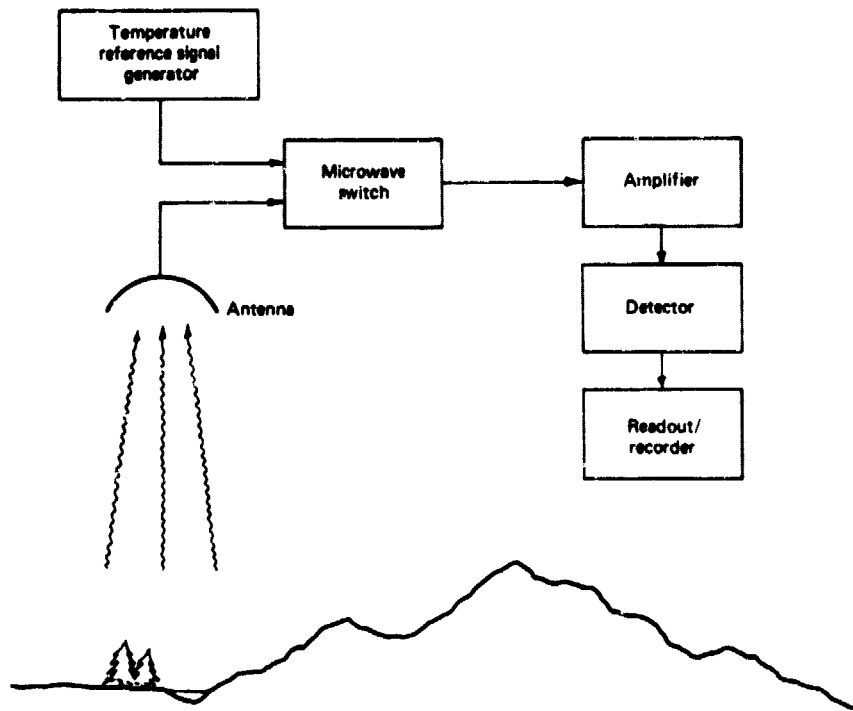 Temperature
reference signal
generator
Microwave
switch
Amplifier
Antenna
Detector
Readout/
recorder